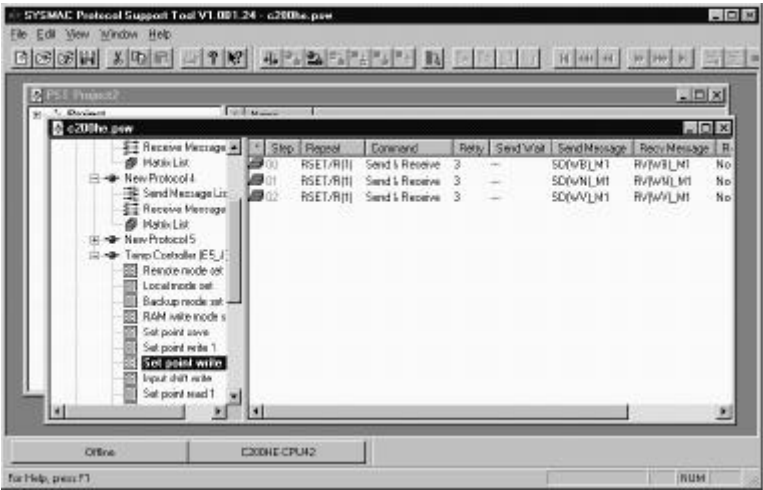 SYSMAC Protocol Support Tool V1.001.24 - c200he.psw
File Edit View Window Help
PST Project2
Project
Name
c200he.psw
Receive Message
Matrix List
New Protocol 4
Send Message Lis
Receive Message
Matrix List
New Protocol 5
Temp Controller (E5_J
Remote mode set
Local mode set
Backup mode set
RAM write mode s
Set point save
Set point write 1
Set point write
Input shift write
Set point read 1
* Step Repeat Command Retry Send Wait Send Message Recv Message R
00 RSET/R(1) Send & Receive 3 --- SD(WB)_M1 RV(WB)_M1 No
01 RSET/R(1) Send & Receive 3 --- SD(WN)_M1 RV(WN)_M1 No
02 RSET/R(1) Send & Receive 3 --- SD(WV)_M1 RV(WV)_M1 No
Offline
C200HE-CPU42
For Help, press F1
NUM